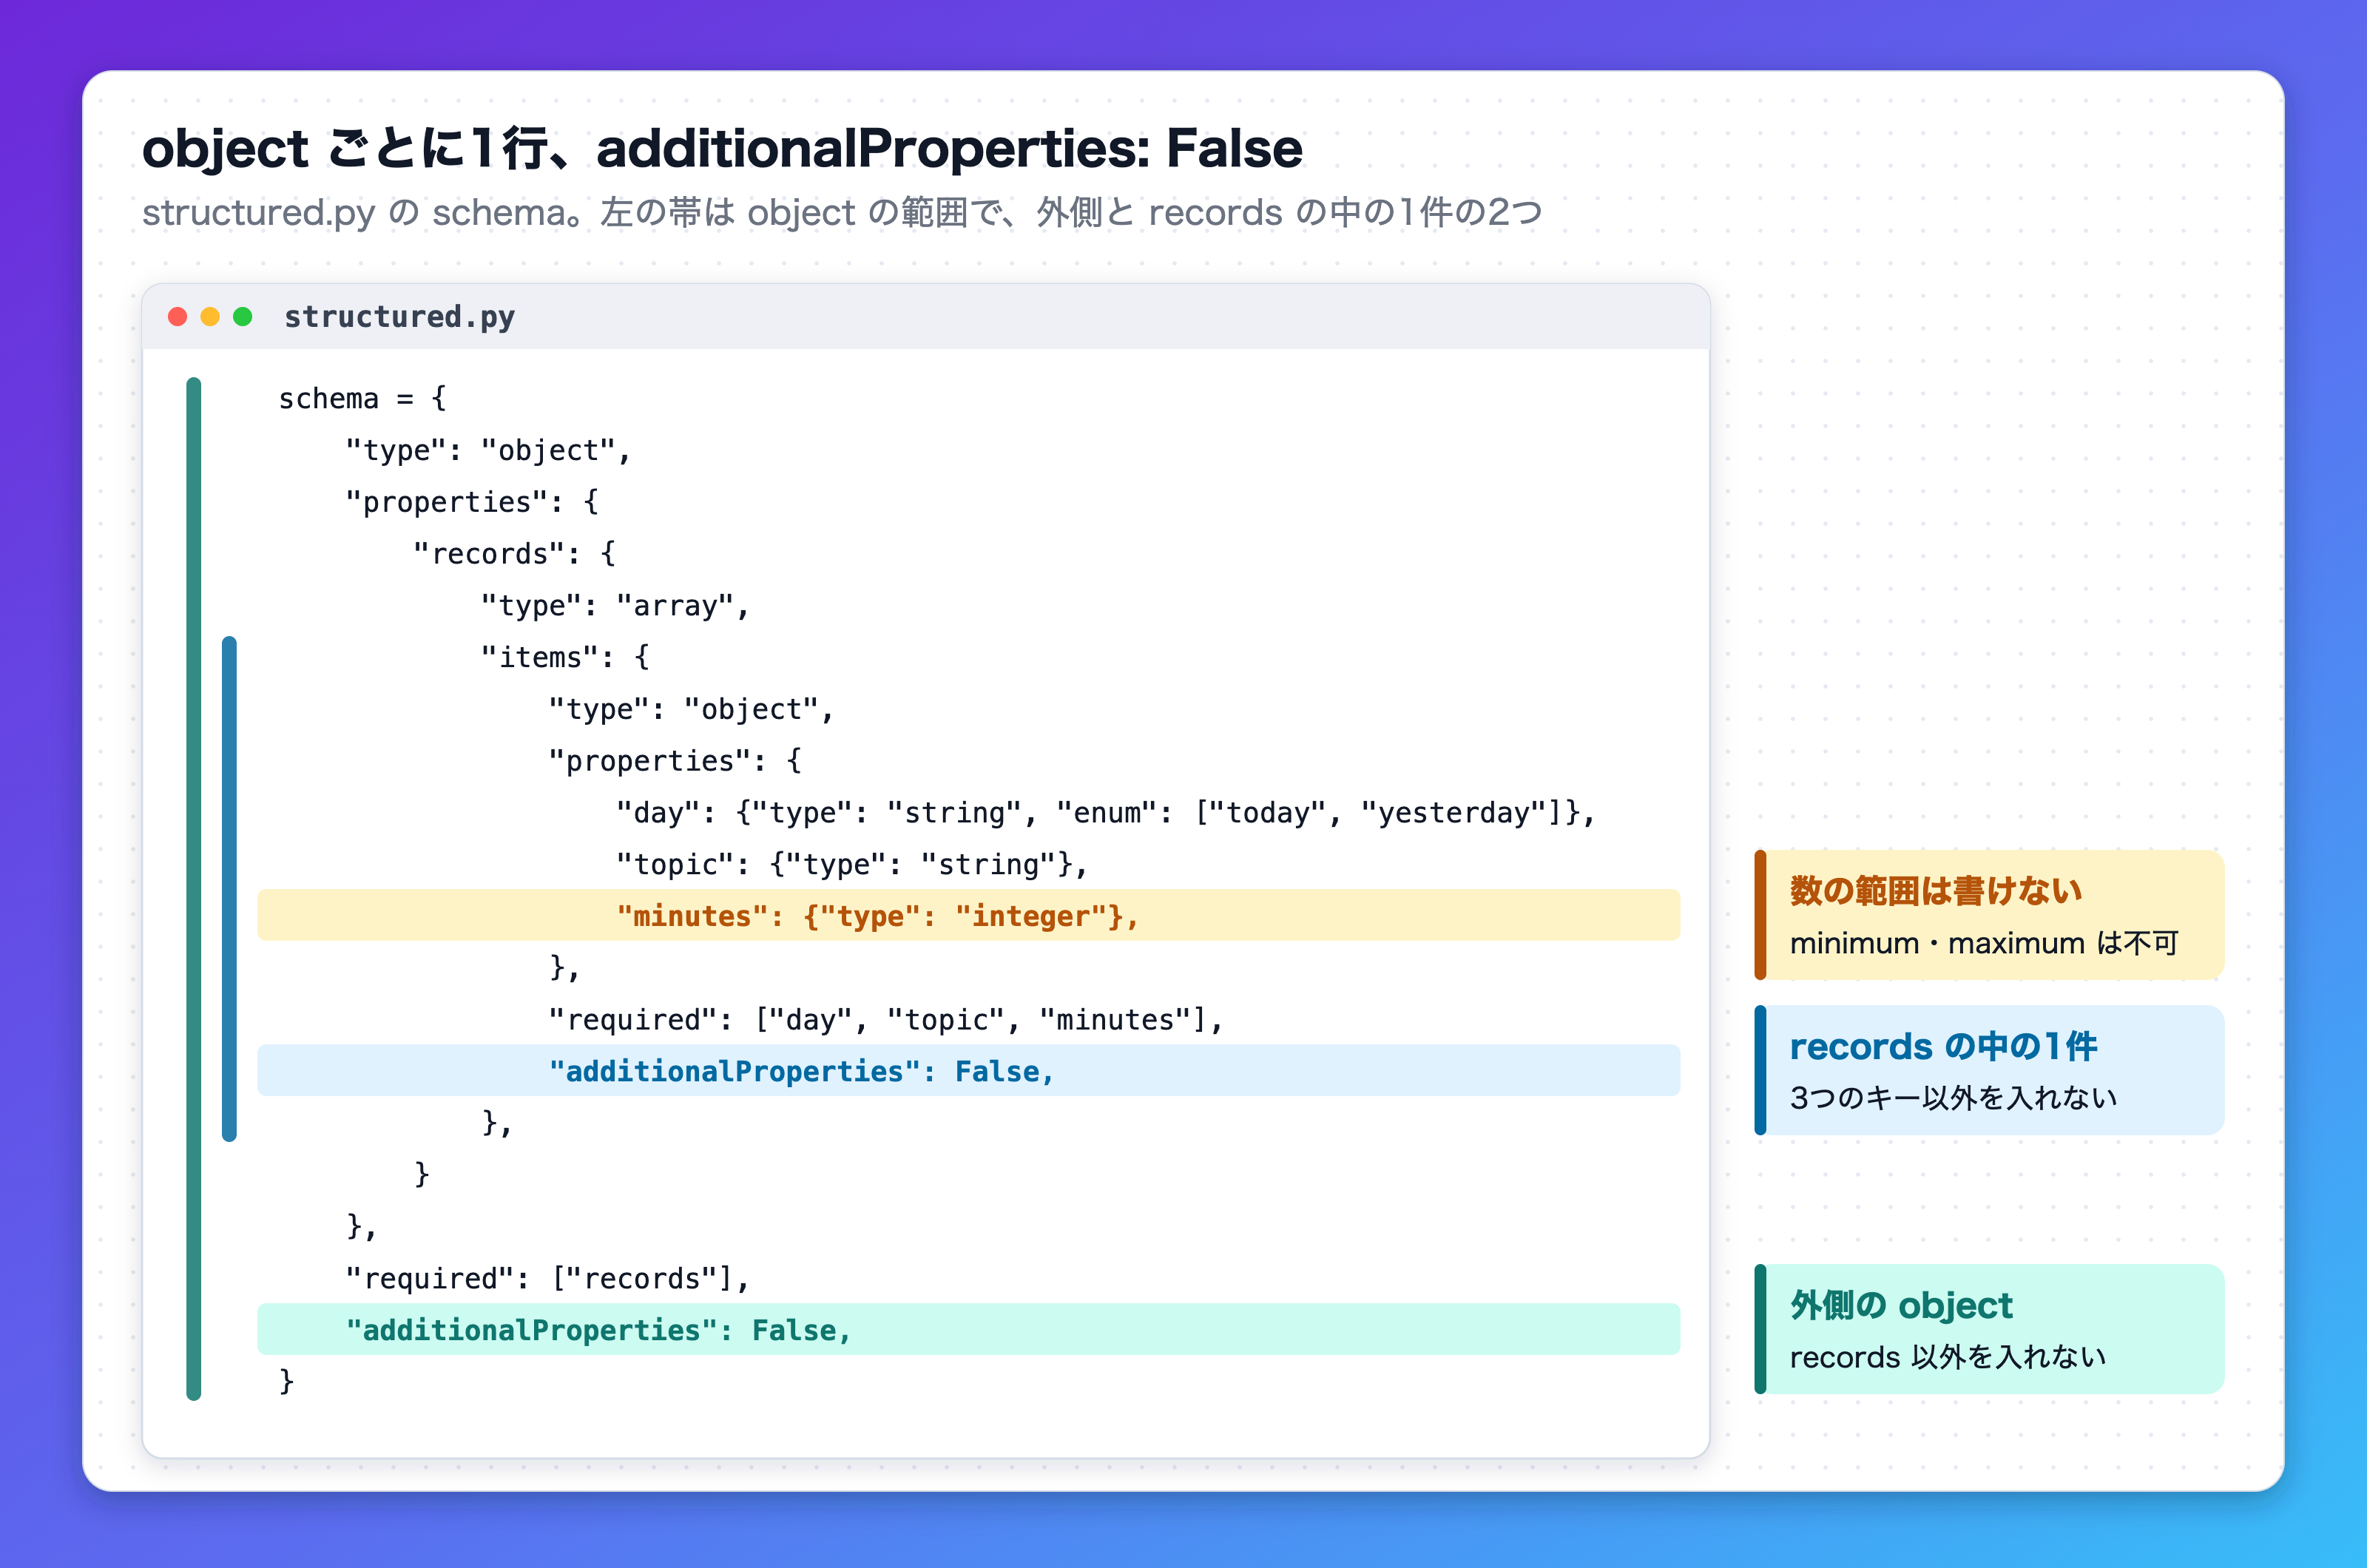 object ごとに1行、additionalProperties: False
structured.py の schema。左の帯は object の範囲で、外側と records の中の1件の2つ
structured.py
schema = {
    "type": "object",
    "properties": {
        "records": {
            "type": "array",
            "items": {
                "type": "object",
                "properties": {
                    "day": {"type": "string", "enum": ["today", "yesterday"]},
                    "topic": {"type": "string"},
                    "minutes": {"type": "integer"},
                },
                "required": ["day", "topic", "minutes"],
                "additionalProperties": False,
            },
        }
    },
    "required": ["records"],
    "additionalProperties": False,
}
数の範囲は書けない
minimum・maximum は不可
records の中の1件
3つのキー以外を入れない
外側の object
records 以外を入れない